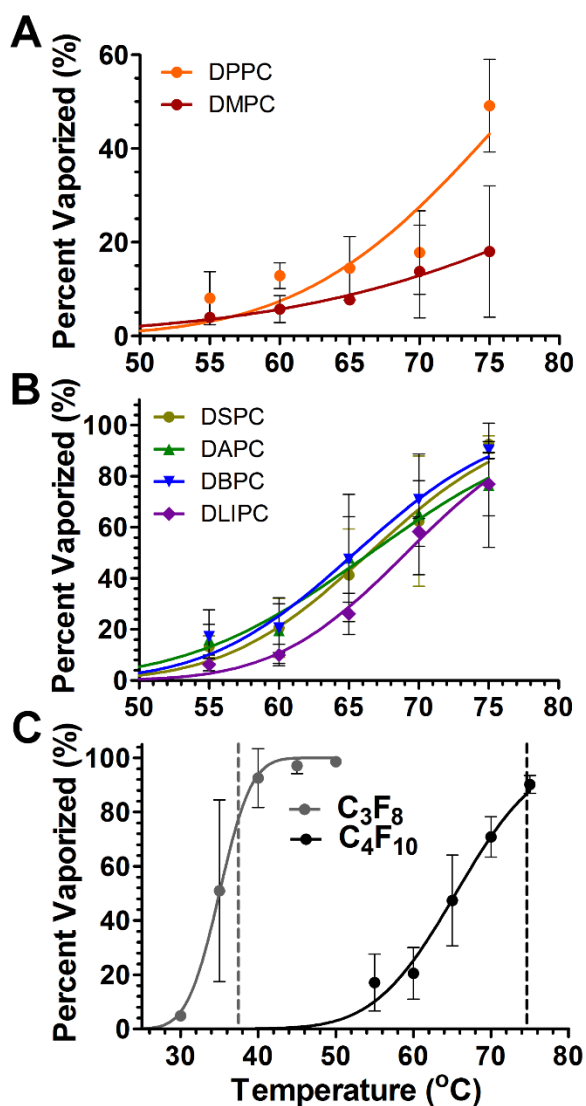 A
Percent Vaporized (%)
60
40
20
0
DPPC
DMPC
50 55 60 65 70 75 80
B
Percent Vaporized (%)
100
80
60
40
20
0
DSPC
DAPC
DBPC
DLIPC
50 55 60 65 70 75 80
C
Percent Vaporized (%)
100
80
60
40
20
0
C3F8
C4F10
30 40 50 60 70 80
Temperature (oC)